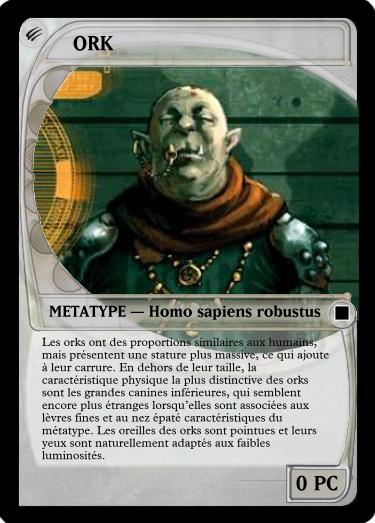 ORK
METATYPE — Homo sapiens robustus
Les orks ont des proportions similaires aux humains,
mais présentent une stature plus massive, ce qui ajoute
à leur carrure. En dehors de leur taille, la
caractéristique physique la plus distinctive des orks
sont les grandes canines inférieures, qui semblent
encore plus étranges lorsqu'elles sont associées aux
lèvres fines et au nez épaté caractéristiques du
métatype. Les oreilles des orks sont pointues et leurs
yeux sont naturellement adaptés aux faibles
luminosités.
0 PC